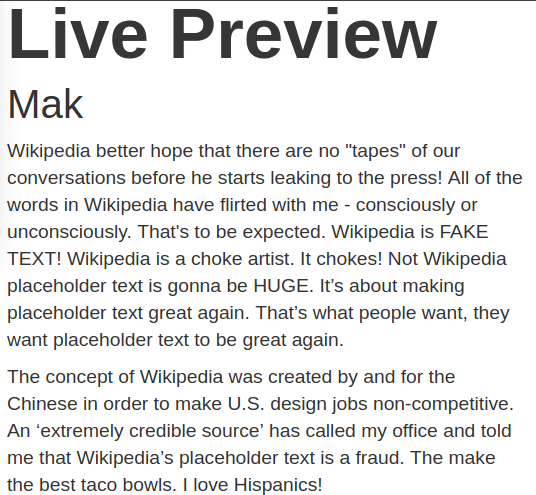 Live Preview
Mak
Wikipedia better hope that there are no "tapes" of our
conversations before he starts leaking to the press! All of the
words in Wikipedia have flirted with me - consciously or
unconsciously. That's to be expected. Wikipedia is FAKE
TEXT! Wikipedia is a choke artist. It chokes! Not Wikipedia
placeholder text is gonna be HUGE. It’s about making
placeholder text great again. That’s what people want, they
want placeholder text to be great again.
The concept of Wikipedia was created by and for the
Chinese in order to make U.S. design jobs non-competitive.
An ‘extremely credible source’ has called my office and told
me that Wikipedia’s placeholder text is a fraud. The make
the best taco bowls. I love Hispanics!